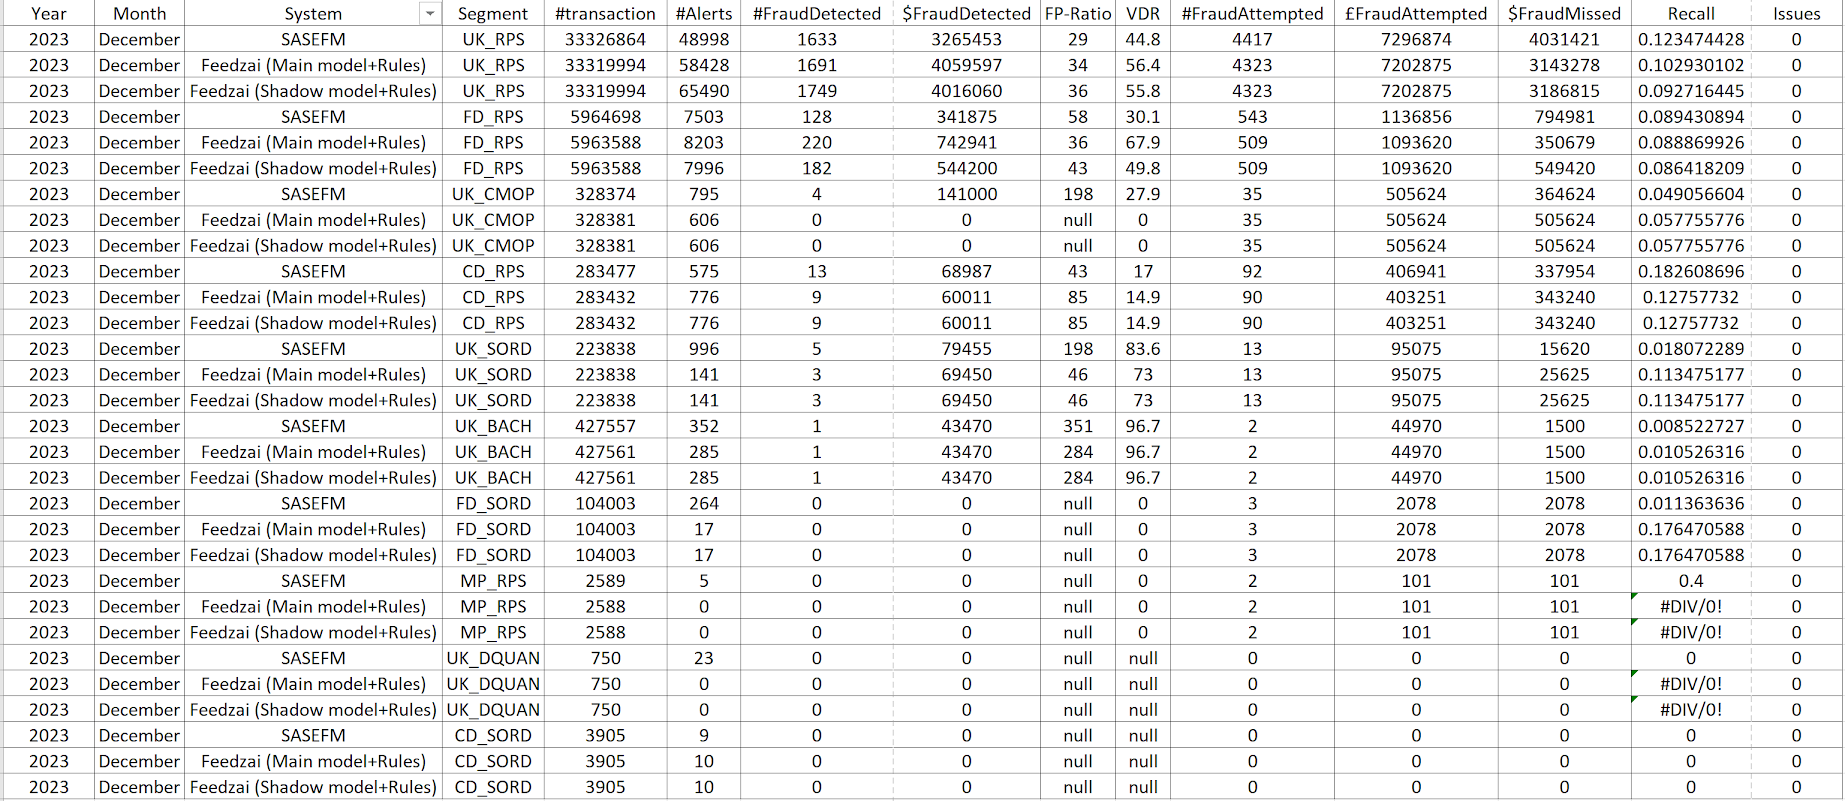 Year Month System Segment #transaction #Alerts #FraudDetected $FraudDetected FP-Ratio VDR #FraudAttempted £FraudAttempted $FraudMissed Recall Issues
2023 December SASEFM UK_RPS 33326864 48998 1633 3265453 29 44.8 4417 7296874 4031421 0.123474428 0
2023 December Feedzai (Main model+Rules) UK_RPS 33319994 58428 1691 4059597 34 56.4 4323 7202875 3143278 0.102930102 0
2023 December Feedzai (Shadow model+Rules) UK_RPS 33319994 65490 1749 4016060 36 55.8 4323 7202875 3186815 0.092716445 0
2023 December SASEFM FD_RPS 5964698 7503 128 341875 58 30.1 543 1136856 794981 0.089430894 0
2023 December Feedzai (Main model+Rules) FD_RPS 5963588 8203 220 742941 36 67.9 509 1093620 350679 0.088869926 0
2023 December Feedzai (Shadow model+Rules) FD_RPS 5963588 7996 182 544200 43 49.8 509 1093620 549420 0.086418209 0
2023 December SASEFM UK_CMOP 328374 795 4 141000 198 27.9 35 505624 364624 0.049056604 0
2023 December Feedzai (Main model+Rules) UK_CMOP 328381 606 0 0 null 0 35 505624 505624 0.057755776 0
2023 December Feedzai (Shadow model+Rules) UK_CMOP 328381 606 0 0 null 0 35 505624 505624 0.057755776 0
2023 December SASEFM CD_RPS 283477 575 13 68987 43 17 92 406941 337954 0.182608696 0
2023 December Feedzai (Main model+Rules) CD_RPS 283432 776 9 60011 85 14.9 90 403251 343240 0.12757732 0
2023 December Feedzai (Shadow model+Rules) CD_RPS 283432 776 9 60011 85 14.9 90 403251 343240 0.12757732 0
2023 December SASEFM UK_SORD 223838 996 5 79455 198 83.6 13 95075 15620 0.018072289 0
2023 December Feedzai (Main model+Rules) UK_SORD 223838 141 3 69450 46 73 13 95075 25625 0.113475177 0
2023 December Feedzai (Shadow model+Rules) UK_SORD 223838 141 3 69450 46 73 13 95075 25625 0.113475177 0
2023 December SASEFM UK_BACH 427557 352 1 43470 351 96.7 2 44970 1500 0.008522727 0
2023 December Feedzai (Main model+Rules) UK_BACH 427561 285 1 43470 284 96.7 2 44970 1500 0.010526316 0
2023 December Feedzai (Shadow model+Rules) UK_BACH 427561 285 1 43470 284 96.7 2 44970 1500 0.010526316 0
2023 December SASEFM FD_SORD 104003 264 0 0 null 0 3 2078 2078 0.011363636 0
2023 December Feedzai (Main model+Rules) FD_SORD 104003 17 0 0 null 0 3 2078 2078 0.176470588 0
2023 December Feedzai (Shadow model+Rules) FD_SORD 104003 17 0 0 null 0 3 2078 2078 0.176470588 0
2023 December SASEFM MP_RPS 2589 5 0 0 null 0 2 101 101 0.4 0
2023 December Feedzai (Main model+Rules) MP_RPS 2588 0 0 0 null 0 2 101 101 #DIV/0! 0
2023 December Feedzai (Shadow model+Rules) MP_RPS 2588 0 0 0 null 0 2 101 101 #DIV/0! 0
2023 December SASEFM UK_DQUAN 750 23 0 0 null null 0 0 0 0 0
2023 December Feedzai (Main model+Rules) UK_DQUAN 750 0 0 0 null null 0 0 0 #DIV/0! 0
2023 December Feedzai (Shadow model+Rules) UK_DQUAN 750 0 0 0 null null 0 0 0 #DIV/0! 0
2023 December SASEFM CD_SORD 3905 9 0 0 null null 0 0 0 0 0
2023 December Feedzai (Main model+Rules) CD_SORD 3905 10 0 0 null null 0 0 0 0 0
2023 December Feedzai (Shadow model+Rules) CD_SORD 3905 10 0 0 null null 0 0 0 0 0